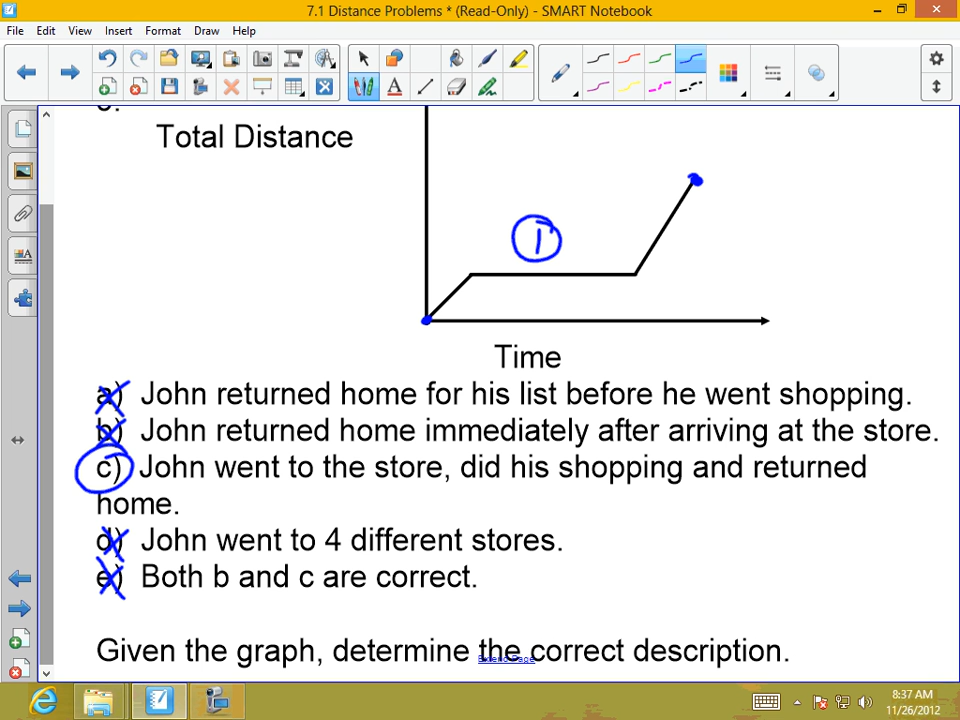 7.1 Distance Problems * (Read-Only) - SMART Notebook
File Edit View Insert Format Draw Help
Total Distance
1
Time
a) John returned home for his list before he went shopping.
b) John returned home immediately after arriving at the store.
c) John went to the store, did his shopping and returned
home.
d) John went to 4 different stores.
e) Both b and c are correct.
Given the graph, determine the correct description.
Extend Page
8:37 AM
11/26/2012